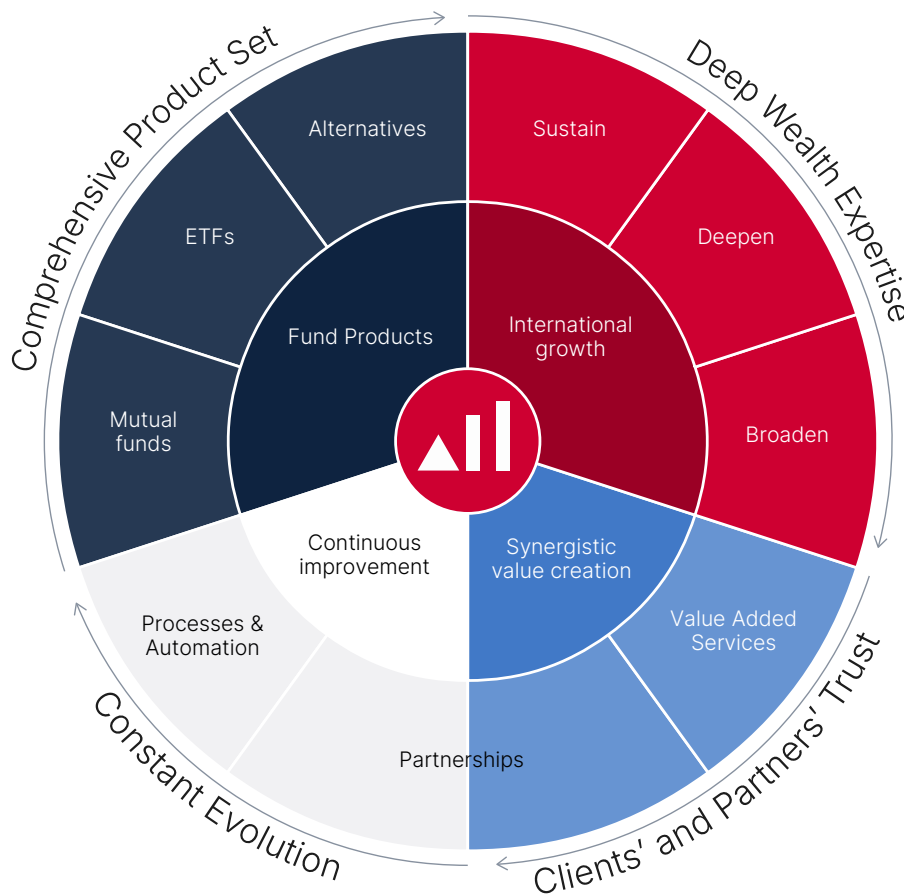 Comprehensive Product Set
Deep Wealth Expertise
Alternatives
Sustain
ETFs
Deepen
Fund Products
International
growth
Mutual
funds
Broaden
Continuous
improvement
Synergistic
value creation
Processes &
Automation
Value Added
Services
Partnerships
Constant Evolution
Clients’ and Partners’ Trust